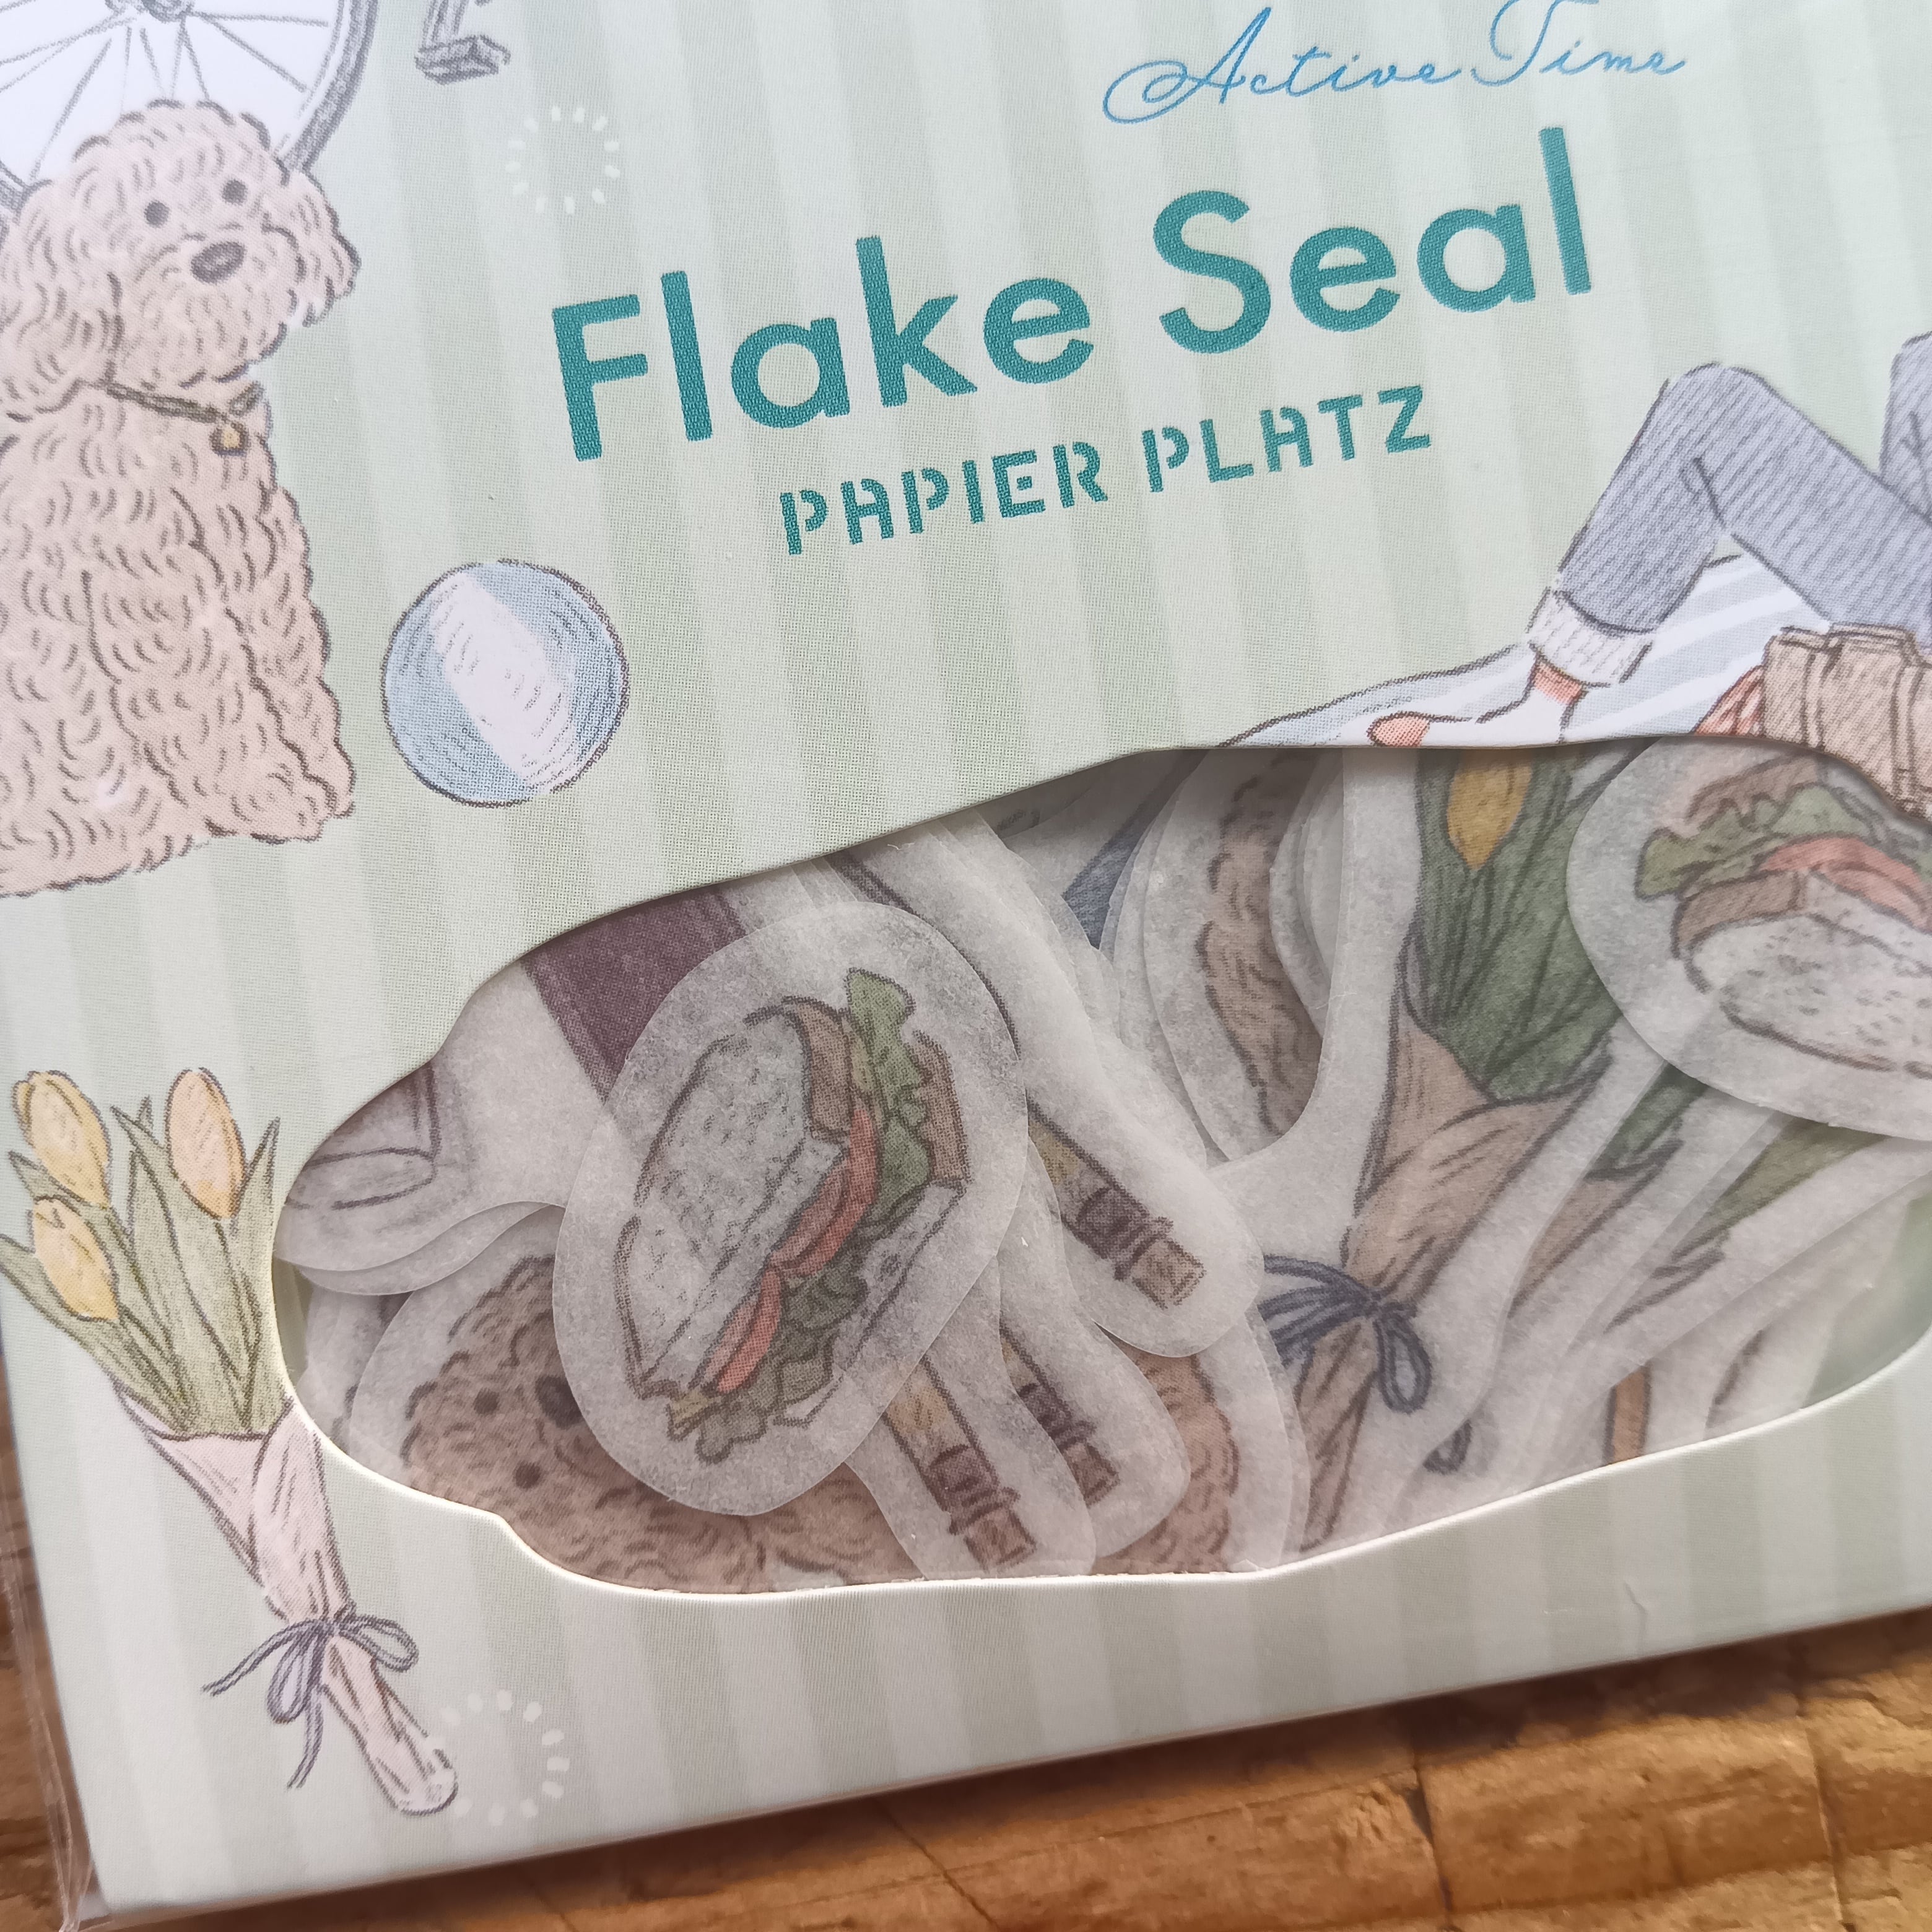 Active Time
Flake Seal
PAPIER PLATZ